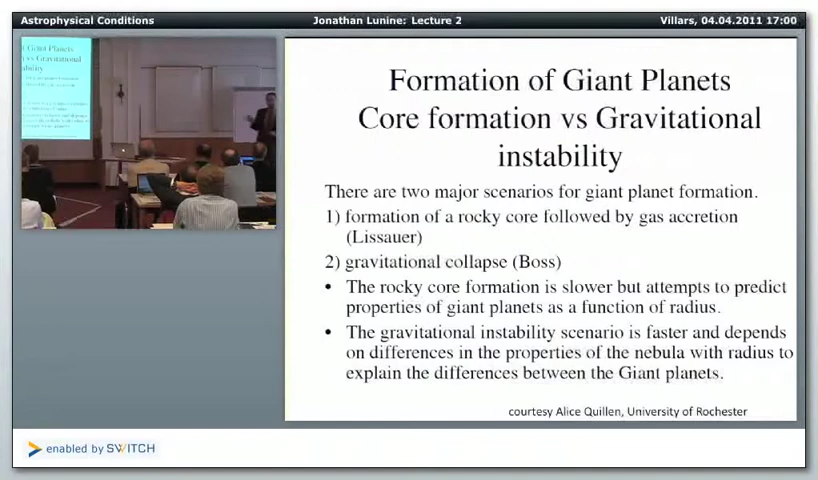 Astrophysical Conditions
Jonathan Lunine: Lecture 2
Villars, 04.04.2011 17:00
Formation of Giant Planets
Core formation vs Gravitational
instability
There are two major scenarios for giant planet formation.
1) formation of a rocky core followed by gas accretion
(Lissauer)
2) gravitational collapse (Boss)
• The rocky core formation is slower but attempts to predict
properties of giant planets as a function of radius.
• The gravitational instability scenario is faster and depends
on differences in the properties of the nebula with radius to
explain the differences between the Giant planets.
courtesy Alice Quillen, University of Rochester
f Giant Planets
vs Gravitational
ability
enabled by SWITCH